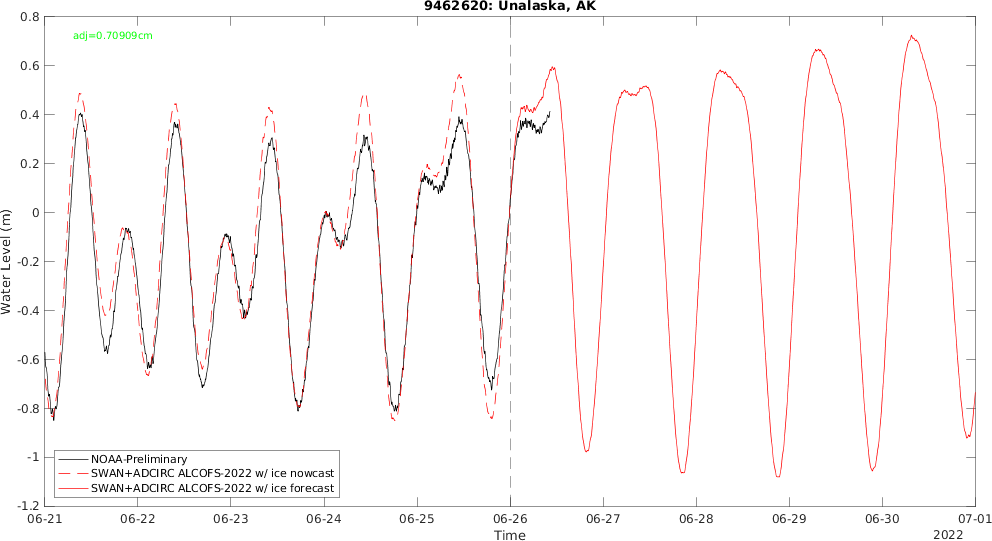 9462620: Unalaska, AK
adj=0.70909cm
0.8
0.6
0.4
0.2
0
-0.2
-0.4
-0.6
-0.8
-1
-1.2
Water Level (m)
NOAA-Preliminary
SWAN+ADCIRC ALCOFS-2022 w/ ice nowcast
SWAN+ADCIRC ALCOFS-2022 w/ ice forecast
06-21 06-22 06-23 06-24 06-25 06-26 06-27 06-28 06-29 06-30 07-01
Time
2022